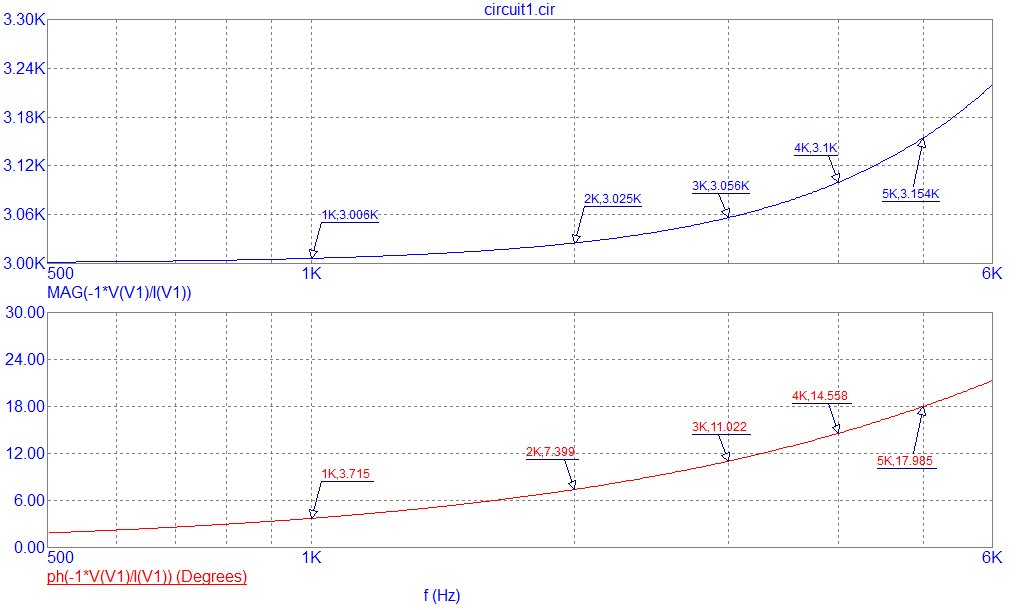 circuit1.cir
3.30K
3.24K
3.18K
3.12K
3.06K
3.00K
4K,3.1K
3K,3.056K
5K,3.154K
2K,3.025K
1K,3.006K
500
1K
6K
MAG(-1*V(V1)/I(V1))
30.00
24.00
18.00
12.00
6.00
0.00
4K,14.558
3K,11.022
2K,7.399
5K,17.985
1K,3.715
500
1K
6K
ph(-1*V(V1)/I(V1)) (Degrees)
f (Hz)